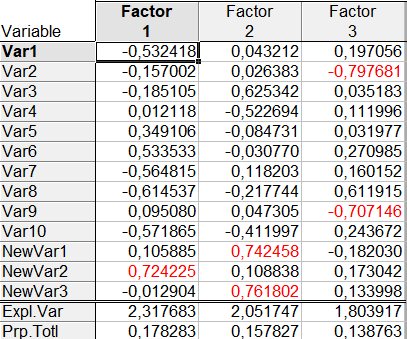 Variable Factor 1 Factor 2 Factor 3
Var1 -0,532418 0,043212 0,197056
Var2 -0,157002 0,026383 -0,797681
Var3 -0,185105 0,625342 0,035183
Var4 0,012118 -0,522694 0,111996
Var5 0,349106 -0,084731 0,031977
Var6 0,533533 -0,030770 0,270985
Var7 -0,564815 0,118203 0,160152
Var8 -0,614537 -0,217744 0,611915
Var9 0,095080 0,047305 -0,707146
Var10 -0,571865 -0,411997 0,243672
NewVar1 0,105885 0,742458 -0,182030
NewVar2 0,724225 0,108838 0,173042
NewVar3 -0,012904 0,761802 0,133998
Expl.Var 2,317683 2,051747 1,803917
Prp.Totl 0,178283 0,157827 0,138763